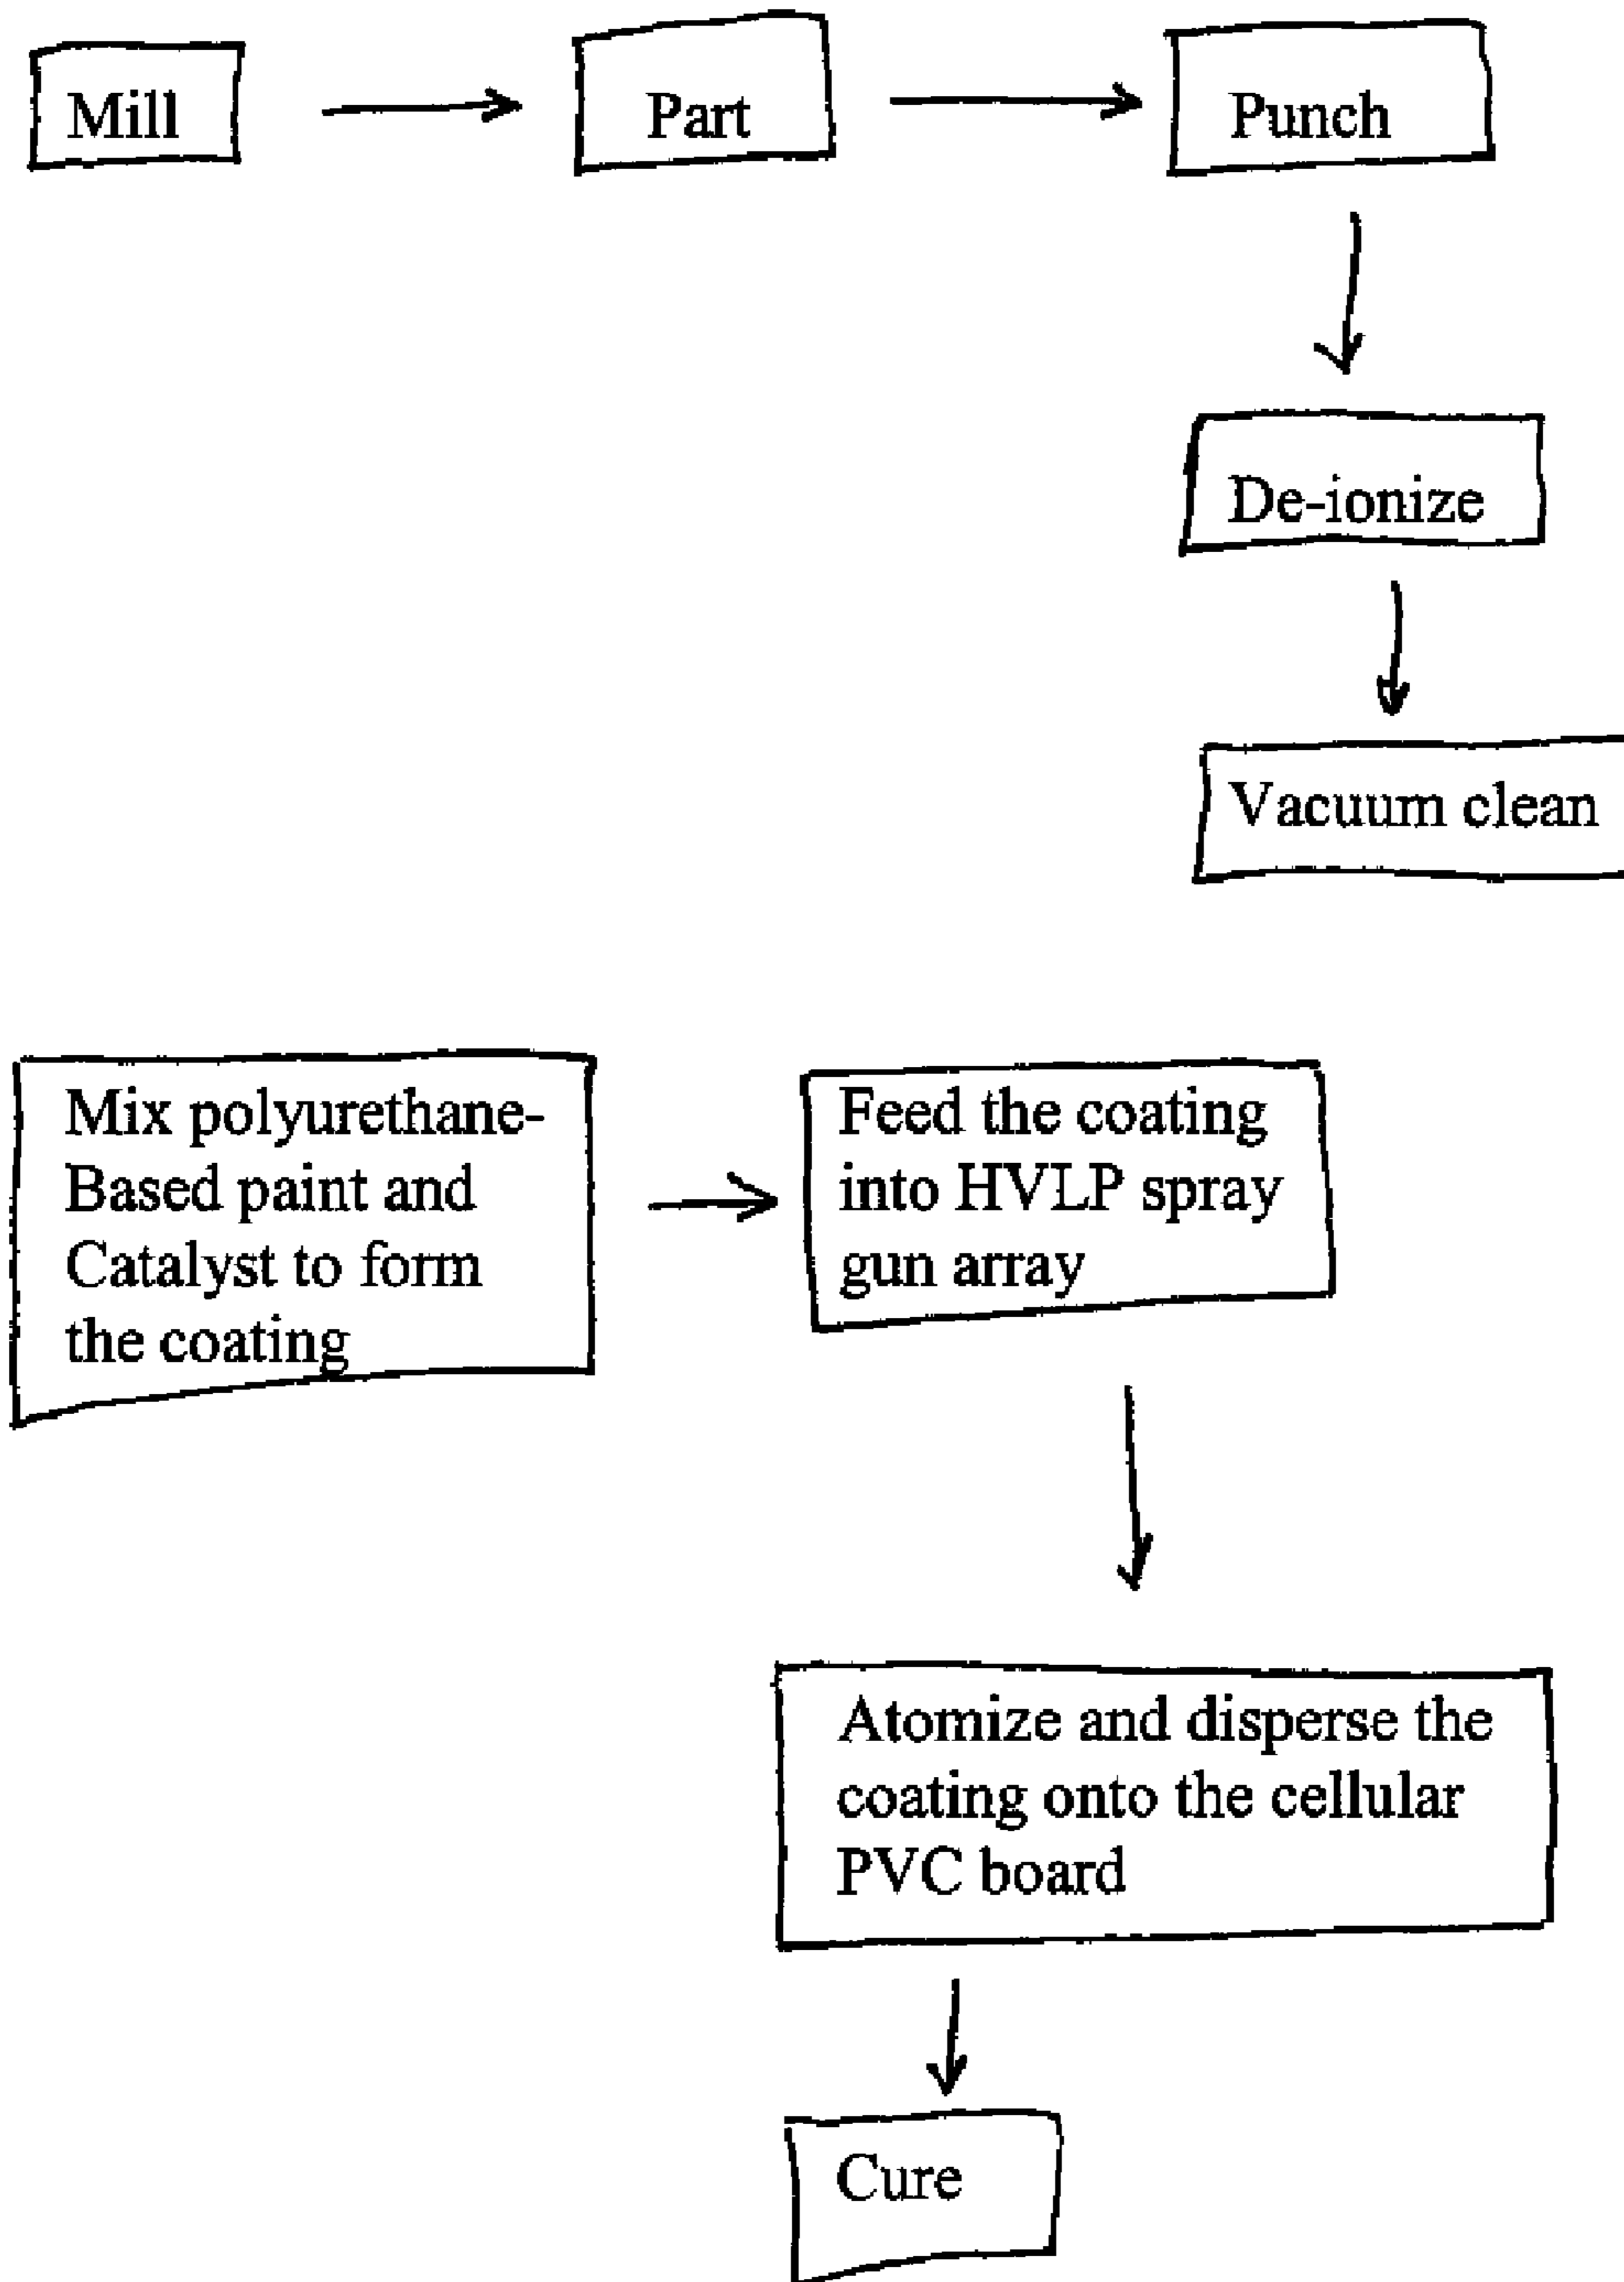 Mill
Part
Punch
De-ionize
Vacuum clean
Mix polyurethane-
Based paint and
Catalyst to form
the coating
Feed the coating
into HVLP spray
gun array
Atomize and disperse the
coating onto the cellular
PVC board
Cure